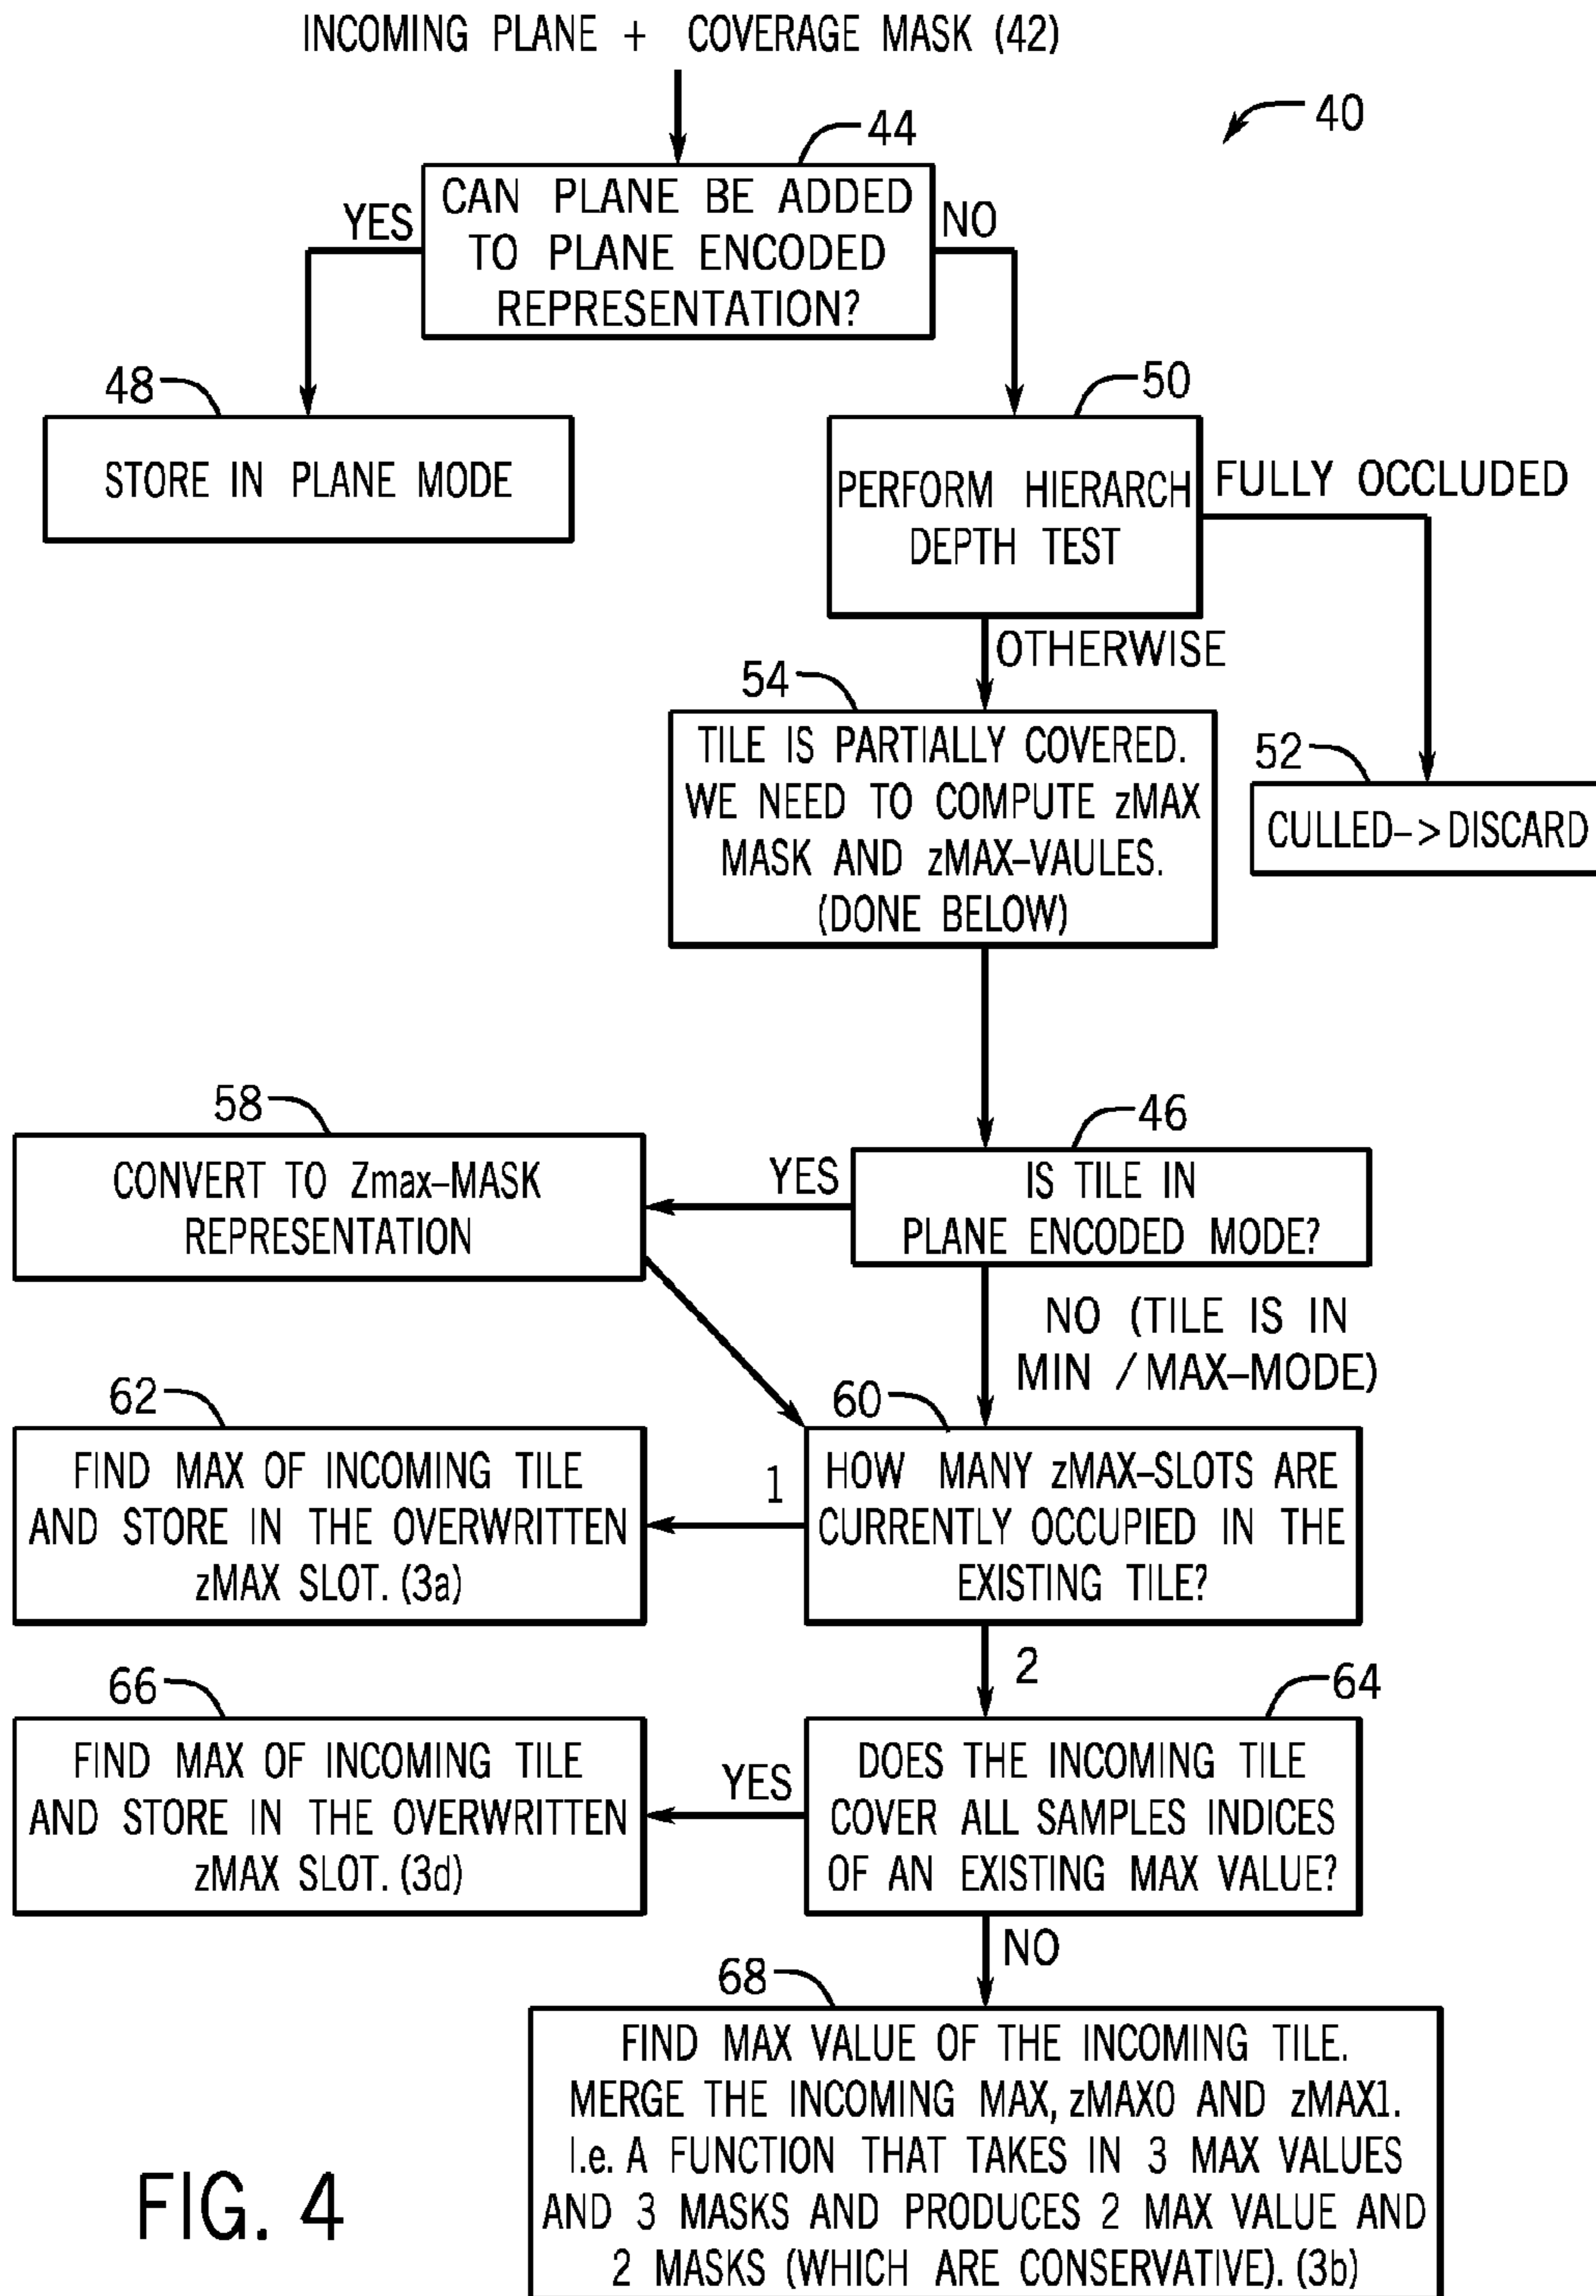 INCOMING PLANE + COVERAGE MASK (42)
40
44
CAN PLANE BE ADDED
TO PLANE ENCODED
REPRESENTATION?
YES
NO
48
STORE IN PLANE MODE
50
PERFORM HIERARCH
DEPTH TEST
FULLY OCCLUDED
OTHERWISE
52
CULLED->DISCARD
54
TILE IS PARTIALLY COVERED.
WE NEED TO COMPUTE zMAX
MASK AND zMAX-VAULES.
(DONE BELOW)
46
IS TILE IN
PLANE ENCODED MODE?
YES
58
CONVERT TO Zmax-MASK
REPRESENTATION
NO (TILE IS IN
MIN /MAX-MODE)
60
HOW MANY zMAX-SLOTS ARE
CURRENTLY OCCUPIED IN THE
EXISTING TILE?
1
62
FIND MAX OF INCOMING TILE
AND STORE IN THE OVERWRITTEN
zMAX SLOT. (3a)
2
64
DOES THE INCOMING TILE
COVER ALL SAMPLES INDICES
OF AN EXISTING MAX VALUE?
YES
66
FIND MAX OF INCOMING TILE
AND STORE IN THE OVERWRITTEN
zMAX SLOT. (3d)
NO
68
FIND MAX VALUE OF THE INCOMING TILE.
MERGE THE INCOMING MAX, zMAX0 AND zMAX1.
I.e. A FUNCTION THAT TAKES IN 3 MAX VALUES
AND 3 MASKS AND PRODUCES 2 MAX VALUE AND
2 MASKS (WHICH ARE CONSERVATIVE). (3b)
FIG. 4